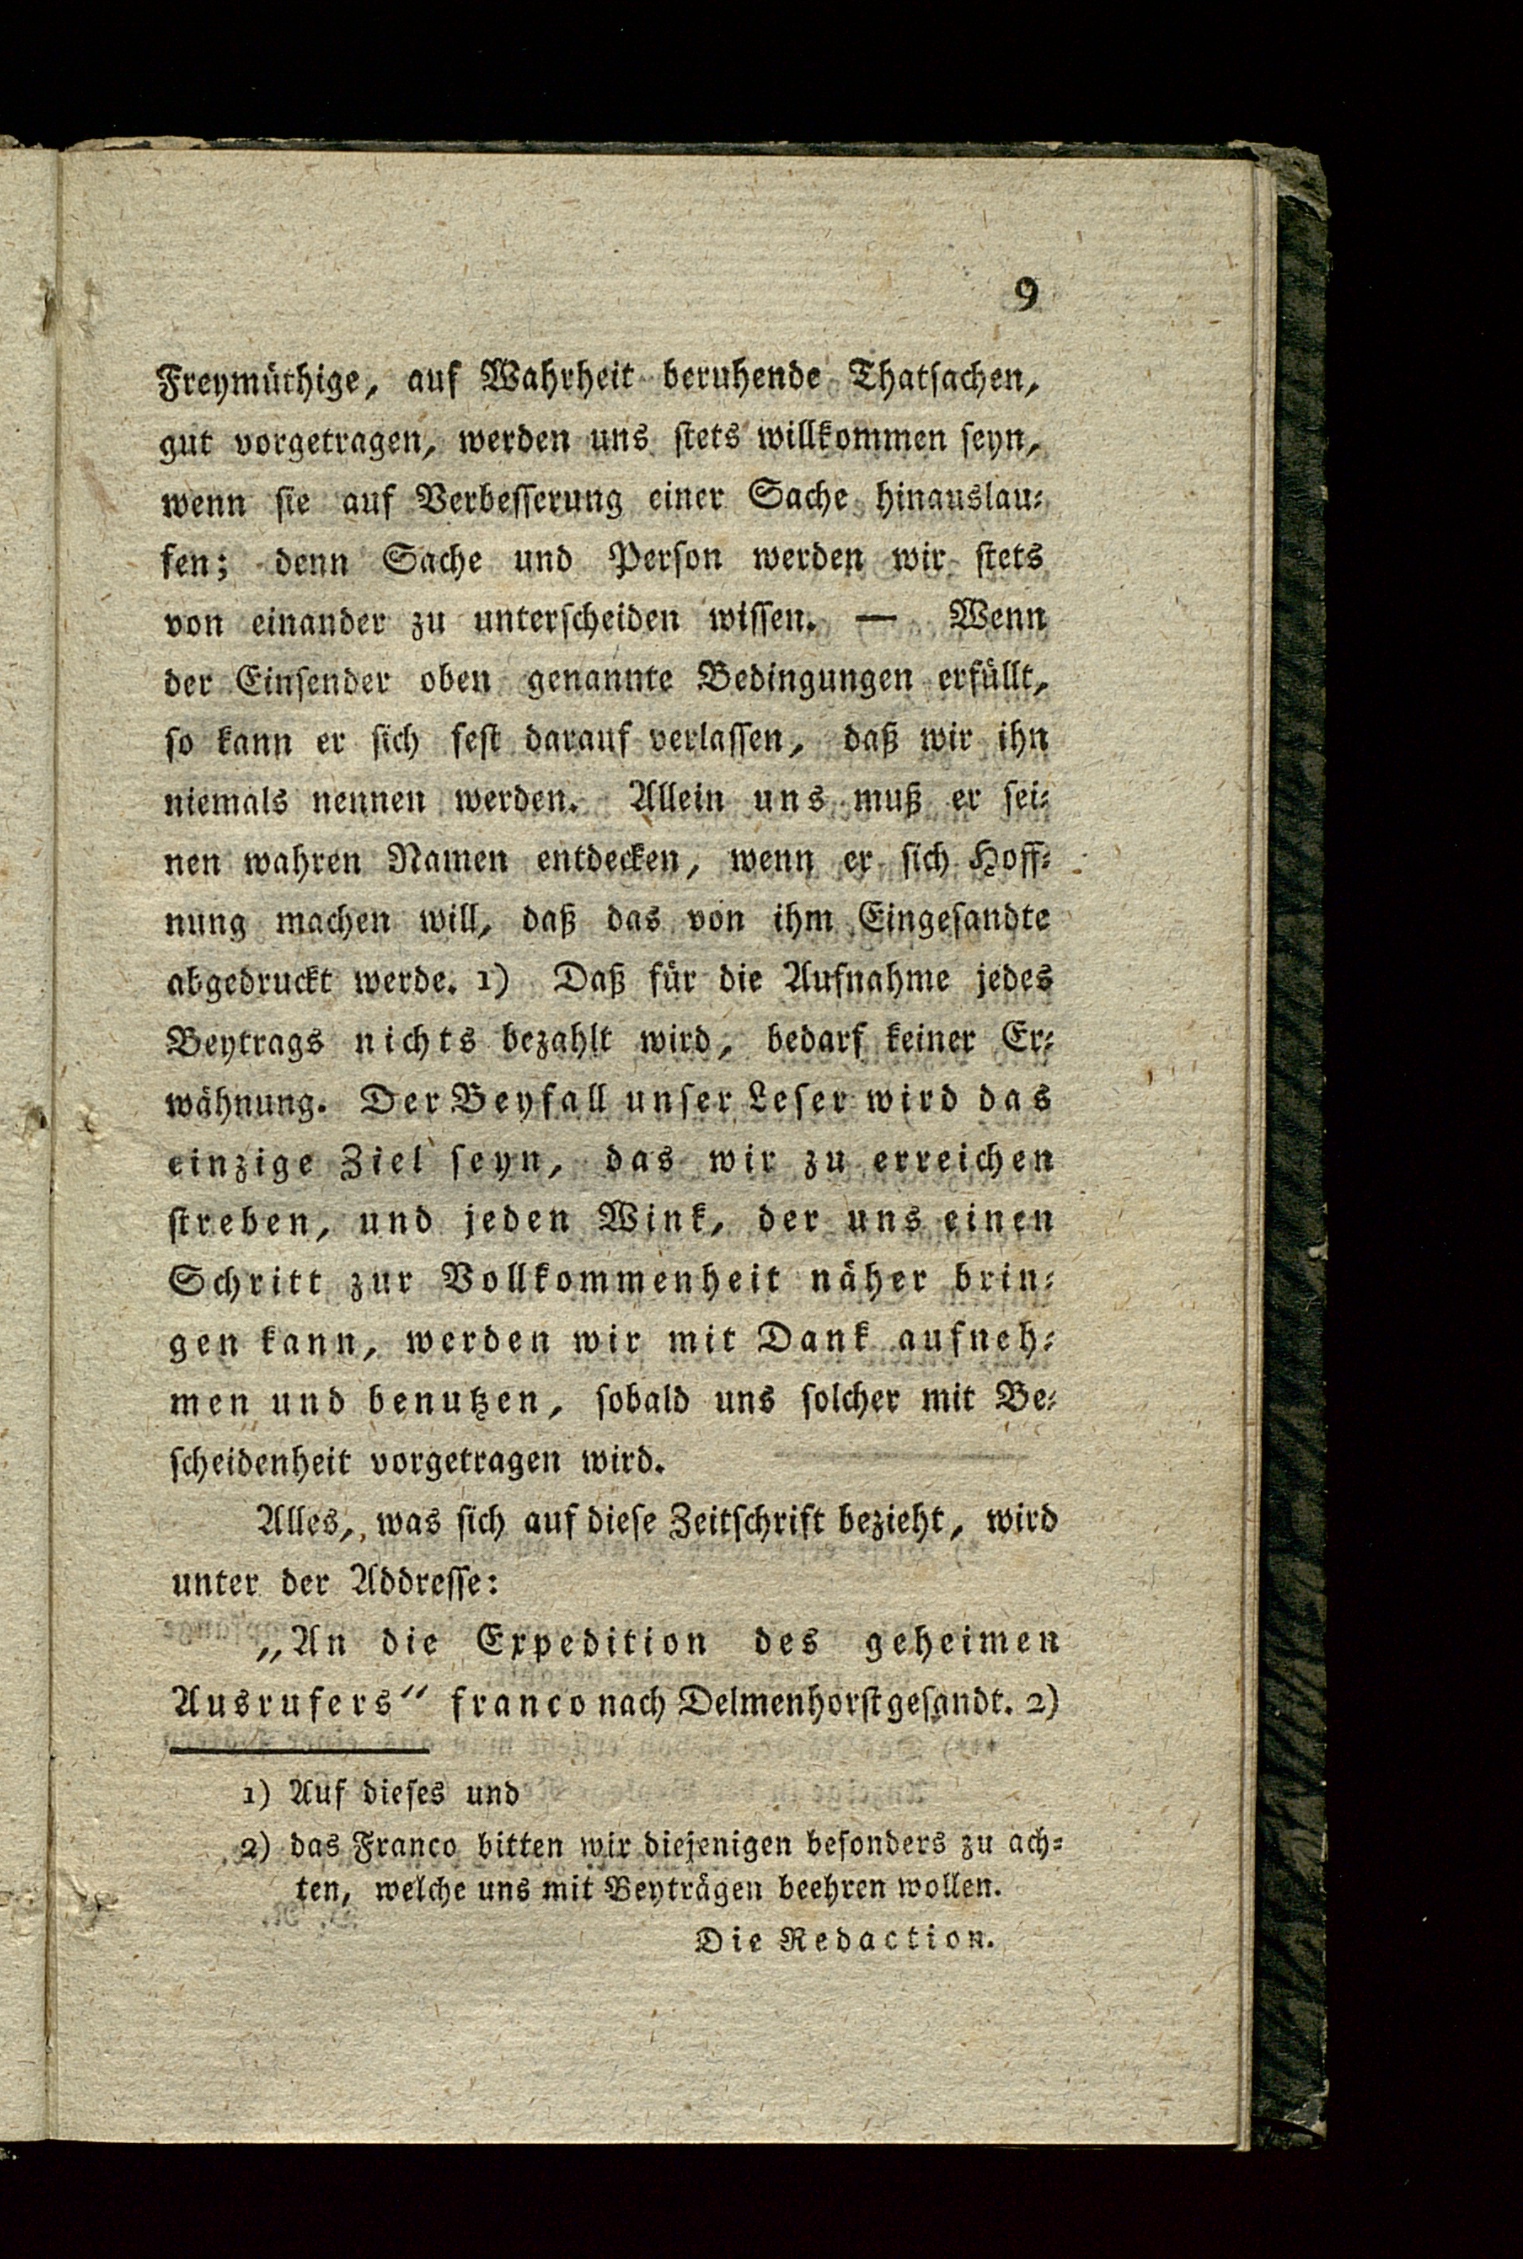 9
Freymüthige, auf Wahrheit beruhende Thatsachen,
gut vorgetragen, werden uns stets willkommen seyn,
wenn sie auf Verbesserung einer Sache hinauslau⸗
fen; denn Sache und Person werden wir stets
von einander zu unterscheiden wissen. — Wenn
der Einsender oben genannte Bedingungen erfüllt,
so kann er sich fest darauf verlassen, daß wir ihn
niemals nennen werden. Allein uns muß er sei⸗
nen wahren Namen entdecken, wenn er sich Hoff⸗
nung machen will, daß das von ihm Eingesandte
abgedruckt werde. 1) Daß für die Aufnahme jedes
Beytrags nichts bezahlt wird, bedarf keiner Er⸗
wähnung. Der Beyfall unser Leser wird das
einzige Ziel seyn, das wir zu erreichen
streben, und jeden Wink, der uns einen
Schritt zur Vollkommenheit näher brin⸗
gen kann, werden wir mit Dank aufneh⸗
men und benutzen, sobald uns solcher mit Be⸗
scheidenheit vorgetragen wird.
Alles, was sich auf diese Zeitschrift bezieht, wird
unter der Addresse:
„An die Expedition des geheimen
Ausrufers“ franco nach Delmenhorst gesandt. 2)
1) Auf dieses und
2) das Franco bitten wir diejenigen besonders zu ach⸗
ten, welche uns mit Beyträgen beehren wollen.
Die Redaction.